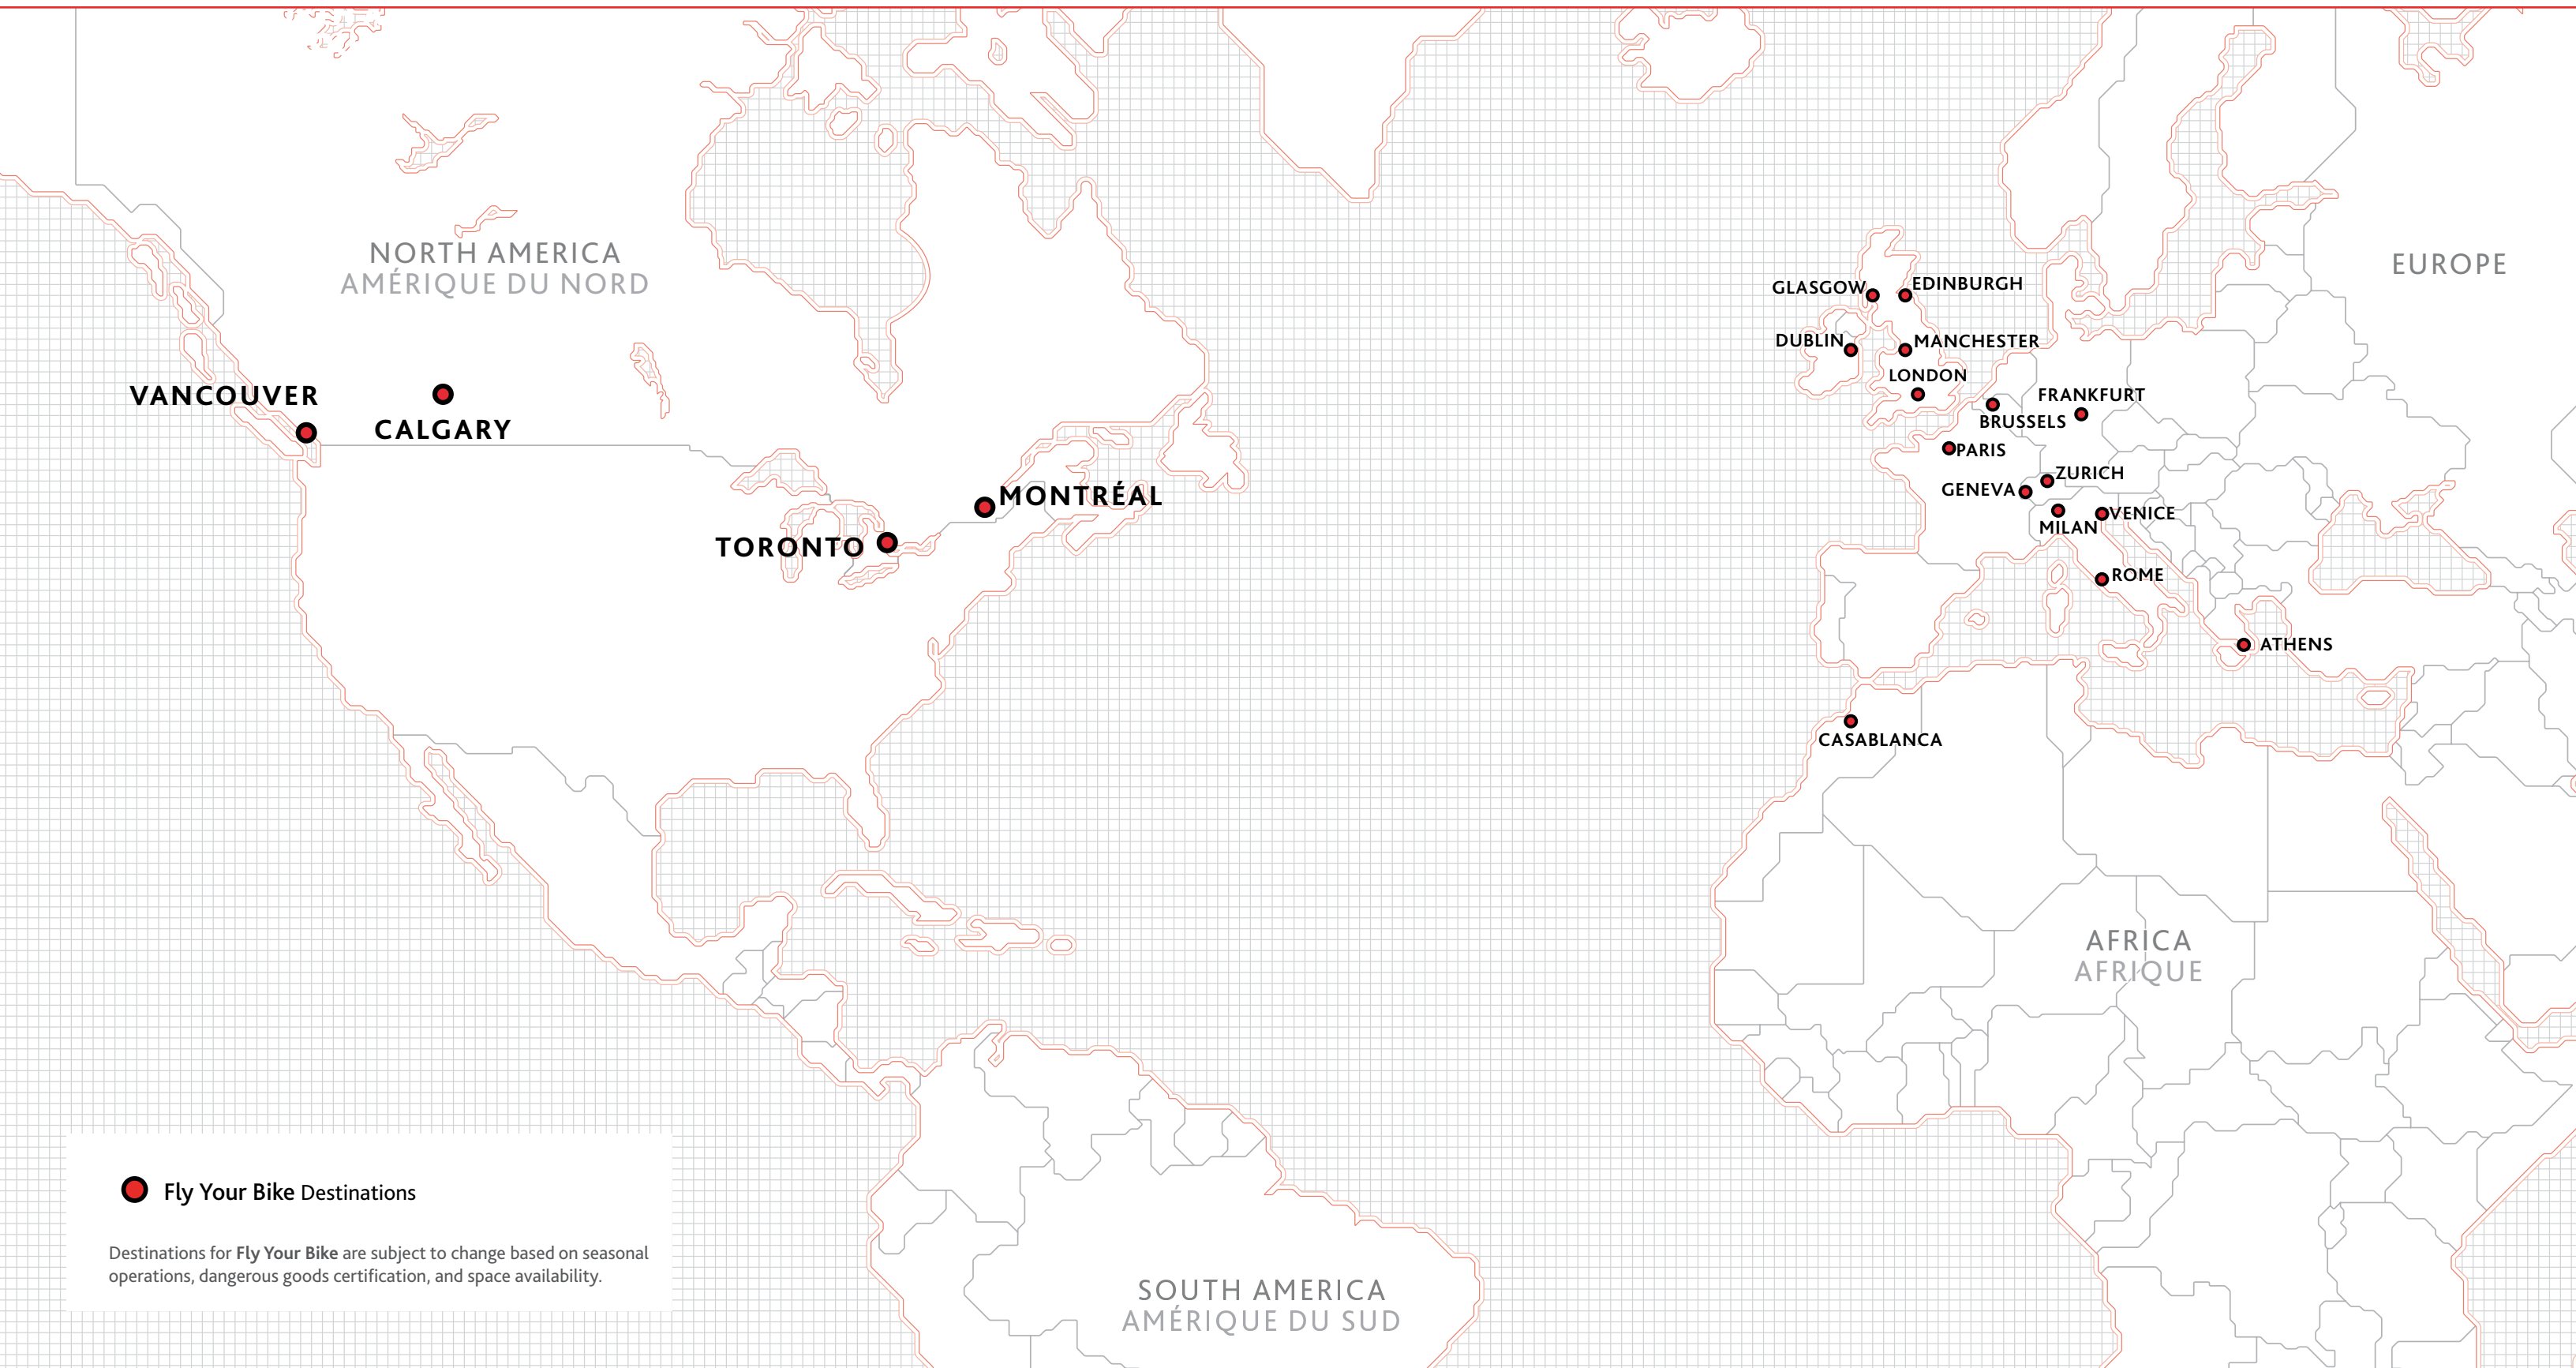 NORTH AMERICA
AMÉRIQUE DU NORD
EUROPE
GLASGOW
EDINBURGH
DUBLIN
MANCHESTER
LONDON
VANCOUVER
FRANKFURT
BRUSSELS
CALGARY
PARIS
ZURICH
GENEVA
MONTRÉAL
VENICE
MILAN
TORONTO
ROME
ATHENS
CASABLANCA
AFRICA
AFRIQUE
Fly Your Bike Destinations
Destinations for Fly Your Bike are subject to change based on seasonal
operations, dangerous goods certification, and space availability.
SOUTH AMERICA
AMÉRIQUE DU SUD